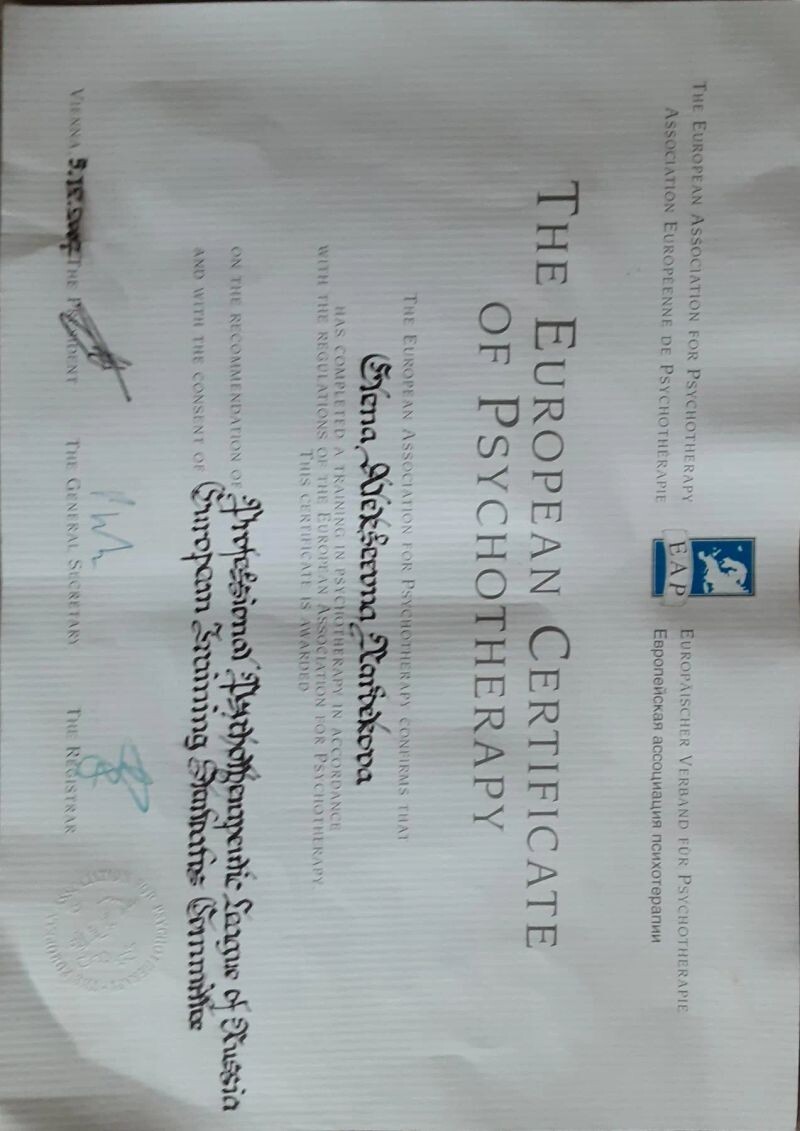 THE EUROPEAN ASSOCIATION FOR PSYCHOTHERAPY
ASSOCIATION EUROPÉENNE DE PSYCHOTHÉRAPIE
EAP
EUROPÄISCHER VERBAND FÜR PSYCHOTHERAPIE
Европейская ассоциация психотерапии
THE EUROPEAN CERTIFICATE
OF PSYCHOTHERAPY
THE EUROPEAN ASSOCIATION FOR PSYCHOTHERAPY CONFIRMS THAT
Elena Alekseevna
HAS COMPLETED A TRAINING IN PSYCHOTHERAPY IN ACCORDANCE
WITH THE REGULATIONS OF THE EUROPEAN ASSOCIATION FOR PSYCHOTHERAPY
THIS CERTIFICATE IS AWARDED
ON THE RECOMMENDATION OF Professional Psychotherapeutic League of Russia
AND WITH THE CONSENT OF European Training Standards Committee
VIENNA, THE PRESIDENT THE GENERAL SECRETARY THE REGISTRAR